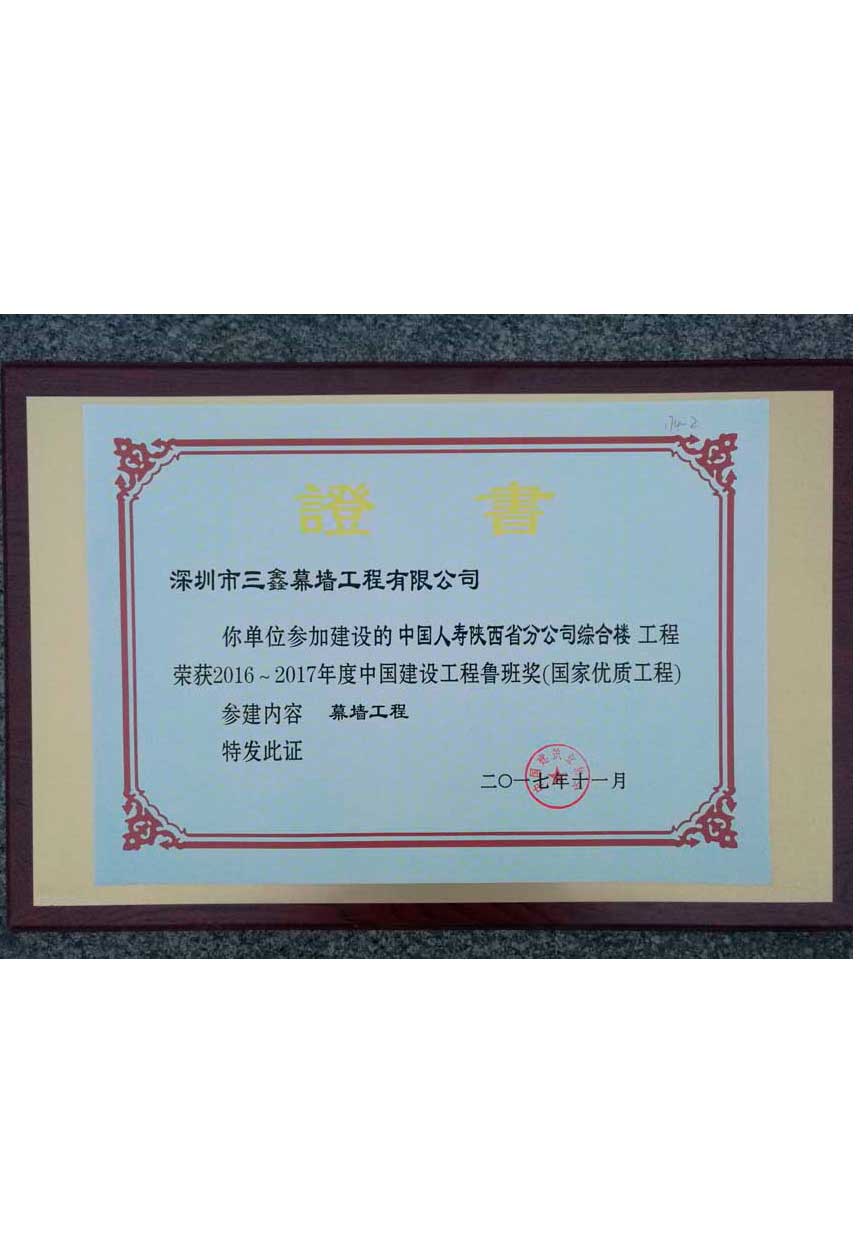 證 書
深圳市三鑫幕墙工程有限公司
你单位参加建设的 中国人寿陕西省分公司综合楼 工程
荣获2016～2017年度中国建设工程鲁班奖(国家优质工程)
参建内容 幕墙工程
特发此证
二〇一七年十一月